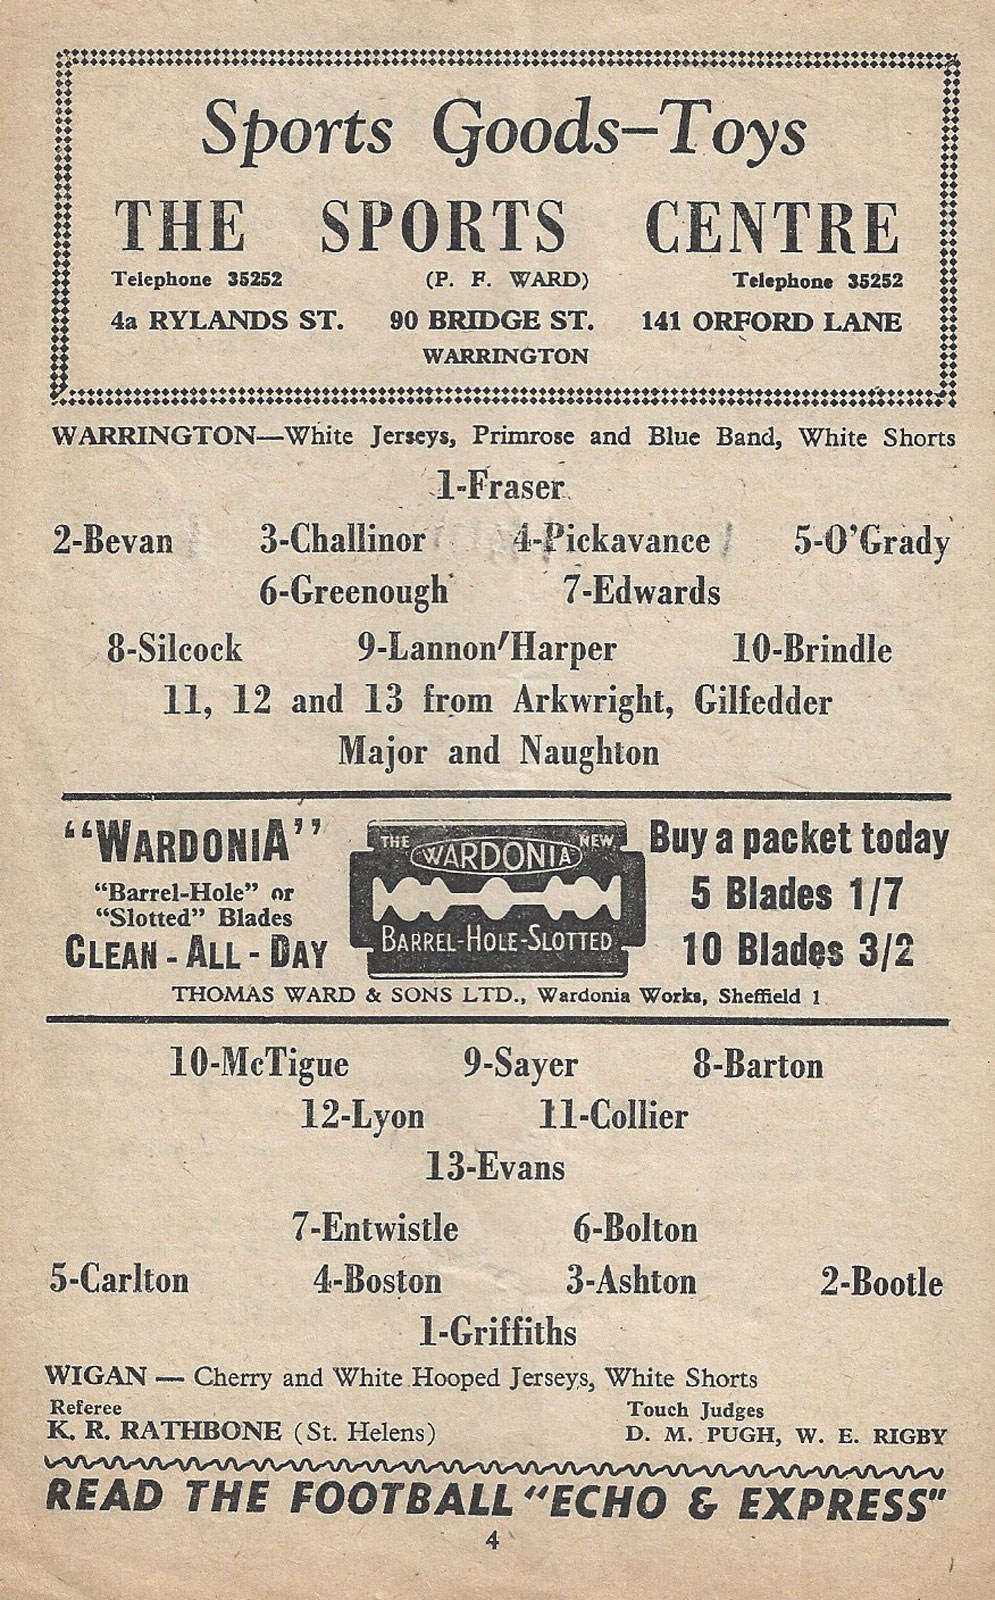 Sports Goods–Toys
THE SPORTS CENTRE
Telephone 35252 (P. F. WARD) Telephone 35252
4a RYLANDS ST. 90 BRIDGE ST. 141 ORFORD LANE
WARRINGTON
WARRINGTON—White Jerseys, Primrose and Blue Band, White Shorts
1-Fraser
2-Bevan 3-Challinor 4-Pickavance 5-O'Grady
6-Greenough 7-Edwards
8-Silcock 9-Lannon'Harper 10-Brindle
11, 12 and 13 from Arkwright, Gilfedder
Major and Naughton
"WARDONIA"
"Barrel-Hole" or
"Slotted" Blades
CLEAN - ALL - DAY
THE WARDONIA NEW
BARREL-HOLE-SLOTTED
Buy a packet today
5 Blades 1/7
10 Blades 3/2
THOMAS WARD & SONS LTD., Wardonia Works, Sheffield 1
10-McTigue 9-Sayer 8-Barton
12-Lyon 11-Collier
13-Evans
7-Entwistle 6-Bolton
5-Carlton 4-Boston 3-Ashton 2-Bootle
1-Griffiths
WIGAN — Cherry and White Hooped Jerseys, White Shorts
Referee Touch Judges
K. R. RATHBONE (St. Helens) D. M. PUGH, W. E. RIGBY
READ THE FOOTBALL "ECHO & EXPRESS"
4